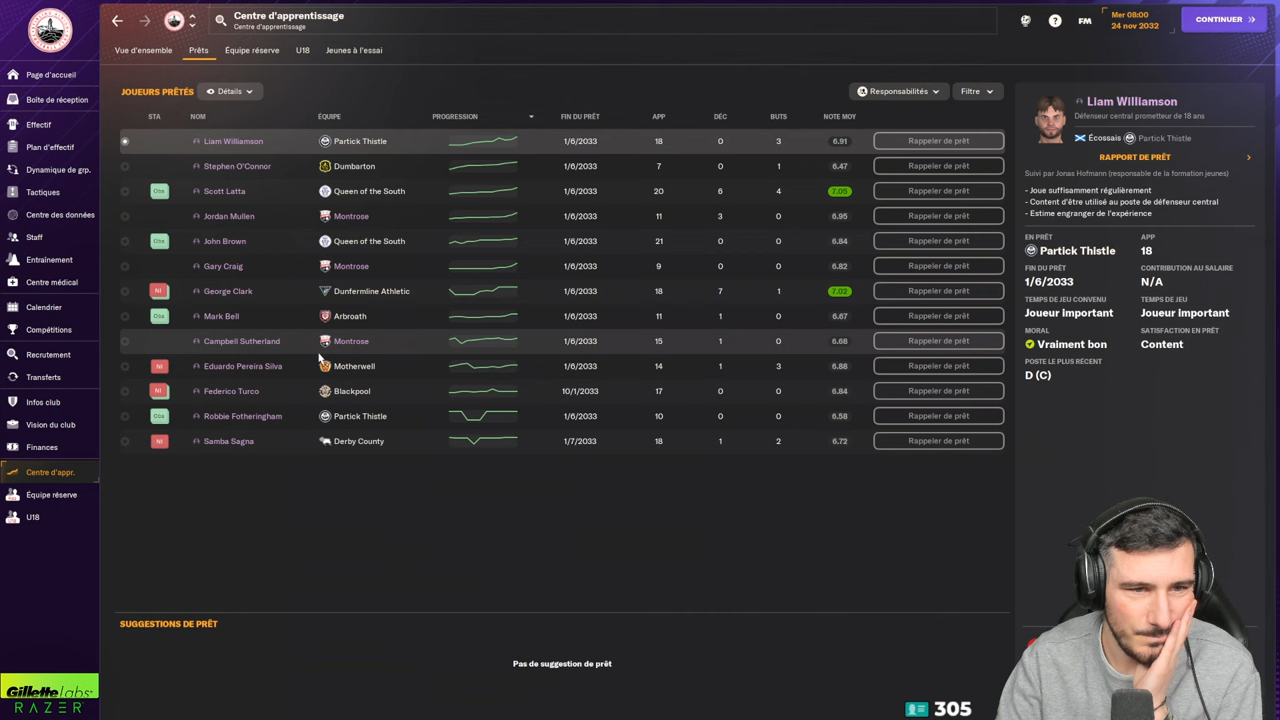 Centre d'apprentissage
Centre d'apprentissage
Mer 08:00
24 nov 2032
CONTINUER
FM
Vue d'ensemble
Prêts
Équipe réserve
U18
Jeunes à l'essai
Page d'accueil
Boîte de réception
Effectif
Plan d'effectif
Dynamique de grp.
Tactiques
Centre des données
Staff
Entraînement
Centre médical
Calendrier
Compétitions
Recrutement
Transferts
Infos club
Vision du club
Finances
Centre d'appr.
Équipe réserve
U18
JOUEURS PRÊTÉS
Détails
Responsabilités
Filtre
STA NOM ÉQUIPE PROGRESSION FIN DU PRÊT APP DÉC BUTS NOTE MOY
Liam Williamson Partick Thistle 1/6/2033 18 0 3 6.91 Rappeler de prêt
Stephen O'Connor Dumbarton 1/6/2033 7 0 1 6.47 Rappeler de prêt
Obs Scott Latta Queen of the South 1/6/2033 20 6 4 7.05 Rappeler de prêt
Jordan Mullen Montrose 1/6/2033 11 3 0 6.95 Rappeler de prêt
Obs John Brown Queen of the South 1/6/2033 21 0 0 6.84 Rappeler de prêt
Gary Craig Montrose 1/6/2033 9 0 0 6.82 Rappeler de prêt
NI George Clark Dunfermline Athletic 1/6/2033 18 7 1 7.02 Rappeler de prêt
Obs Mark Bell Arbroath 1/6/2033 11 1 0 6.67 Rappeler de prêt
Campbell Sutherland Montrose 1/6/2033 15 1 0 6.68 Rappeler de prêt
NI Eduardo Pereira Silva Motherwell 1/6/2033 14 1 3 6.88 Rappeler de prêt
NI Federico Turco Blackpool 10/1/2033 17 0 0 6.84 Rappeler de prêt
Obs Robbie Fotheringham Partick Thistle 1/6/2033 10 0 0 6.58 Rappeler de prêt
NI Samba Sagna Derby County 1/7/2033 18 1 2 6.72 Rappeler de prêt
SUGGESTIONS DE PRÊT
Pas de suggestion de prêt
Liam Williamson
Défenseur central prometteur de 18 ans
Écossais Partick Thistle
RAPPORT DE PRÊT
Suivi par Jonas Hofmann (responsable de la formation jeunes)
- Joue suffisamment régulièrement
- Content d'être utilisé au poste de défenseur central
- Estime engranger de l'expérience
EN PRÊT APP
Partick Thistle 18
FIN DU PRÊT CONTRIBUTION AU SALAIRE
1/6/2033 N/A
TEMPS DE JEU CONVENU TEMPS DE JEU
Joueur important Joueur important
MORAL SATISFACTION EN PRÊT
Vraiment bon Content
POSTE LE PLUS RÉCENT
D (C)
Gillette labs
RAZER
305